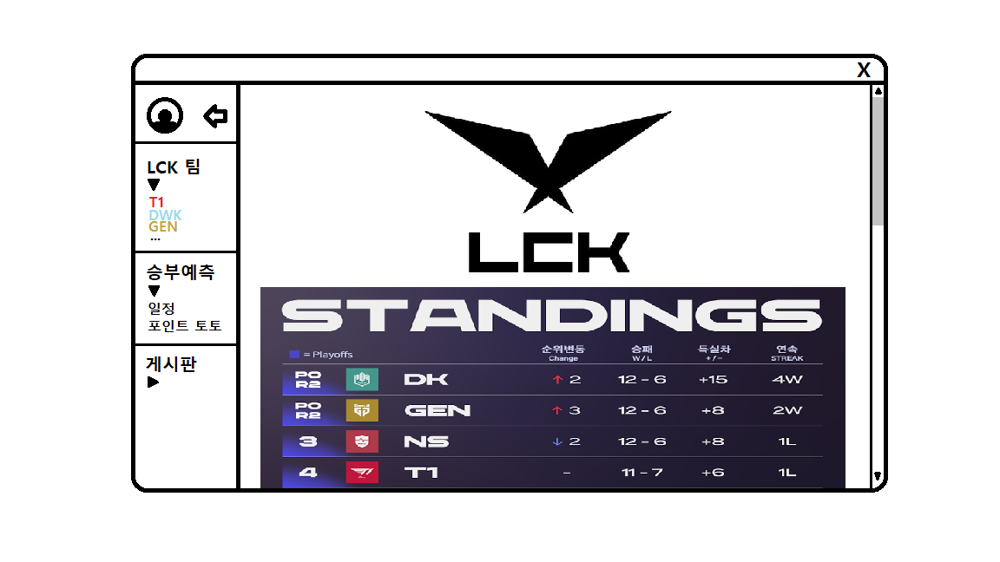 X
LCK 팀
T1
DWK
GEN
...
승부예측
일정
포인트 토토
게시판
LCK
STANDINGS
= Playoffs 순위변동 Change 승패 W / L 득실차 + / - 연속 STREAK
PO R2 DK ↑ 2 12 - 6 +15 4W
PO R2 GEN ↑ 3 12 - 6 +8 2W
3 NS ↓ 2 12 - 6 +8 1L
4 T1 - 11 - 7 +6 1L